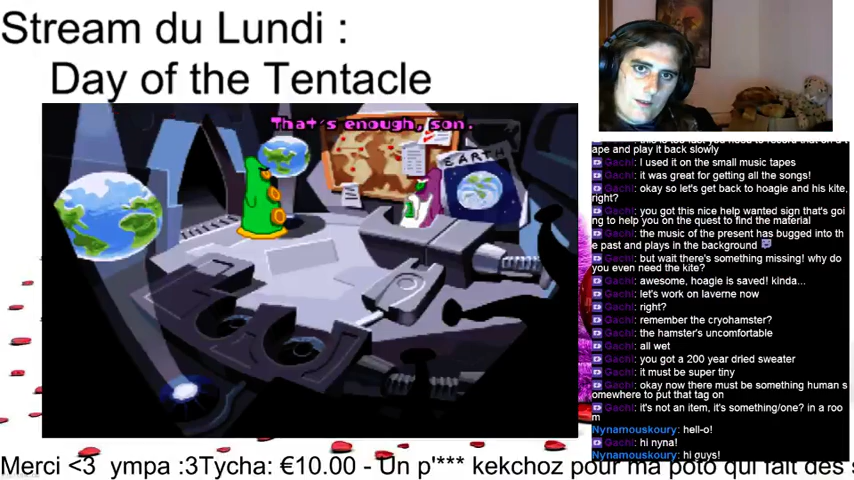 Stream du Lundi :
Day of the Tentacle
That's enough, son.
EARTH
ape and play it back slowly
Gachi: I used it on the small music tapes
Gachi: it was great for getting all the songs!
Gachi: okay so let's get back to hoagie and his kite,
right?
Gachi: you got this nice help wanted sign that's goi
ng to help you on the quest to find the material
Gachi: the music of the present has bugged into th
e past and plays in the background
Gachi: but wait there's something missing! why do
you even need the kite?
Gachi: awesome, hoagie is saved! kinda...
Gachi: let's work on laverne now
Gachi: right?
Gachi: remember the cryohamster?
Gachi: the hamster's uncomfortable
Gachi: all wet
Gachi: you got a 200 year dried sweater
Gachi: it must be super tiny
Gachi: okay now there must be something human s
omewhere to put that tag on
Gachi: it's not an item, it's something/one? in a roo
m
Nynamouskoury: hell-o!
Gachi: hi nyna!
Nynamouskoury: hi guys!
Merci <3 ympa :3Tycha: €10.00 - Un p'*** kekchoz pour ma poto qui fait des s